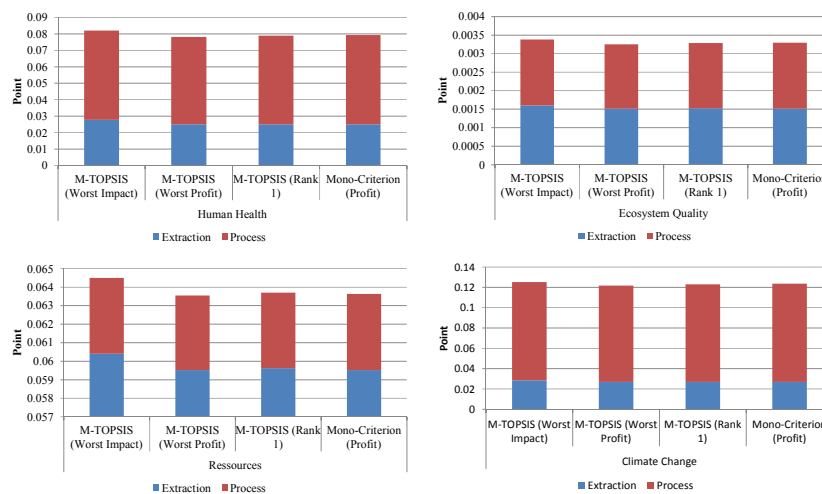 0.09
0.08
0.07
0.06
0.05
0.04
0.03
0.02
0.01
0
Point
M-TOPSIS (Worst Impact)
M-TOPSIS (Worst Profit)
M-TOPSIS (Rank 1)
Mono-Criterion (Profit)
Human Health
Extraction Process
0.004
0.0035
0.003
0.0025
0.002
0.0015
0.001
0.0005
0
Point
M-TOPSIS (Worst Impact)
M-TOPSIS (Worst Profit)
M-TOPSIS (Rank 1)
Mono-Criterion (Profit)
Ecosystem Quality
Extraction Process
0.065
0.064
0.063
0.062
0.061
0.06
0.059
0.058
0.057
Point
M-TOPSIS (Worst Impact)
M-TOPSIS (Worst Profit)
M-TOPSIS (Rank 1)
Mono-Criterion (Profit)
Ressources
Extraction Process
0.14
0.12
0.1
0.08
0.06
0.04
0.02
0
Point
M-TOPSIS (Worst Impact)
M-TOPSIS (Worst Profit)
M-TOPSIS (Rank 1)
Mono-Criterion (Profit)
Climate Change
Extraction Process